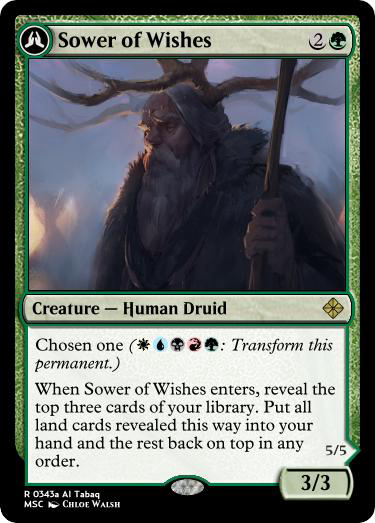 Sower of Wishes 2
Creature — Human Druid
Chosen one (: Transform this
permanent.)
When Sower of Wishes enters, reveal the
top three cards of your library. Put all
land cards revealed this way into your
hand and the rest back on top in any
order.
5/5
3/3
R 0343a Al Tabaq
MSC Chloe Walsh